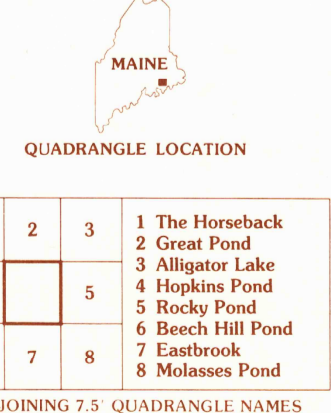 MAINE
QUADRANGLE LOCATION
2 3
5
7 8
1 The Horseback
2 Great Pond
3 Alligator Lake
4 Hopkins Pond
5 Rocky Pond
6 Beech Hill Pond
7 Eastbrook
8 Molasses Pond
JOINING 7.5' QUADRANGLE NAMES